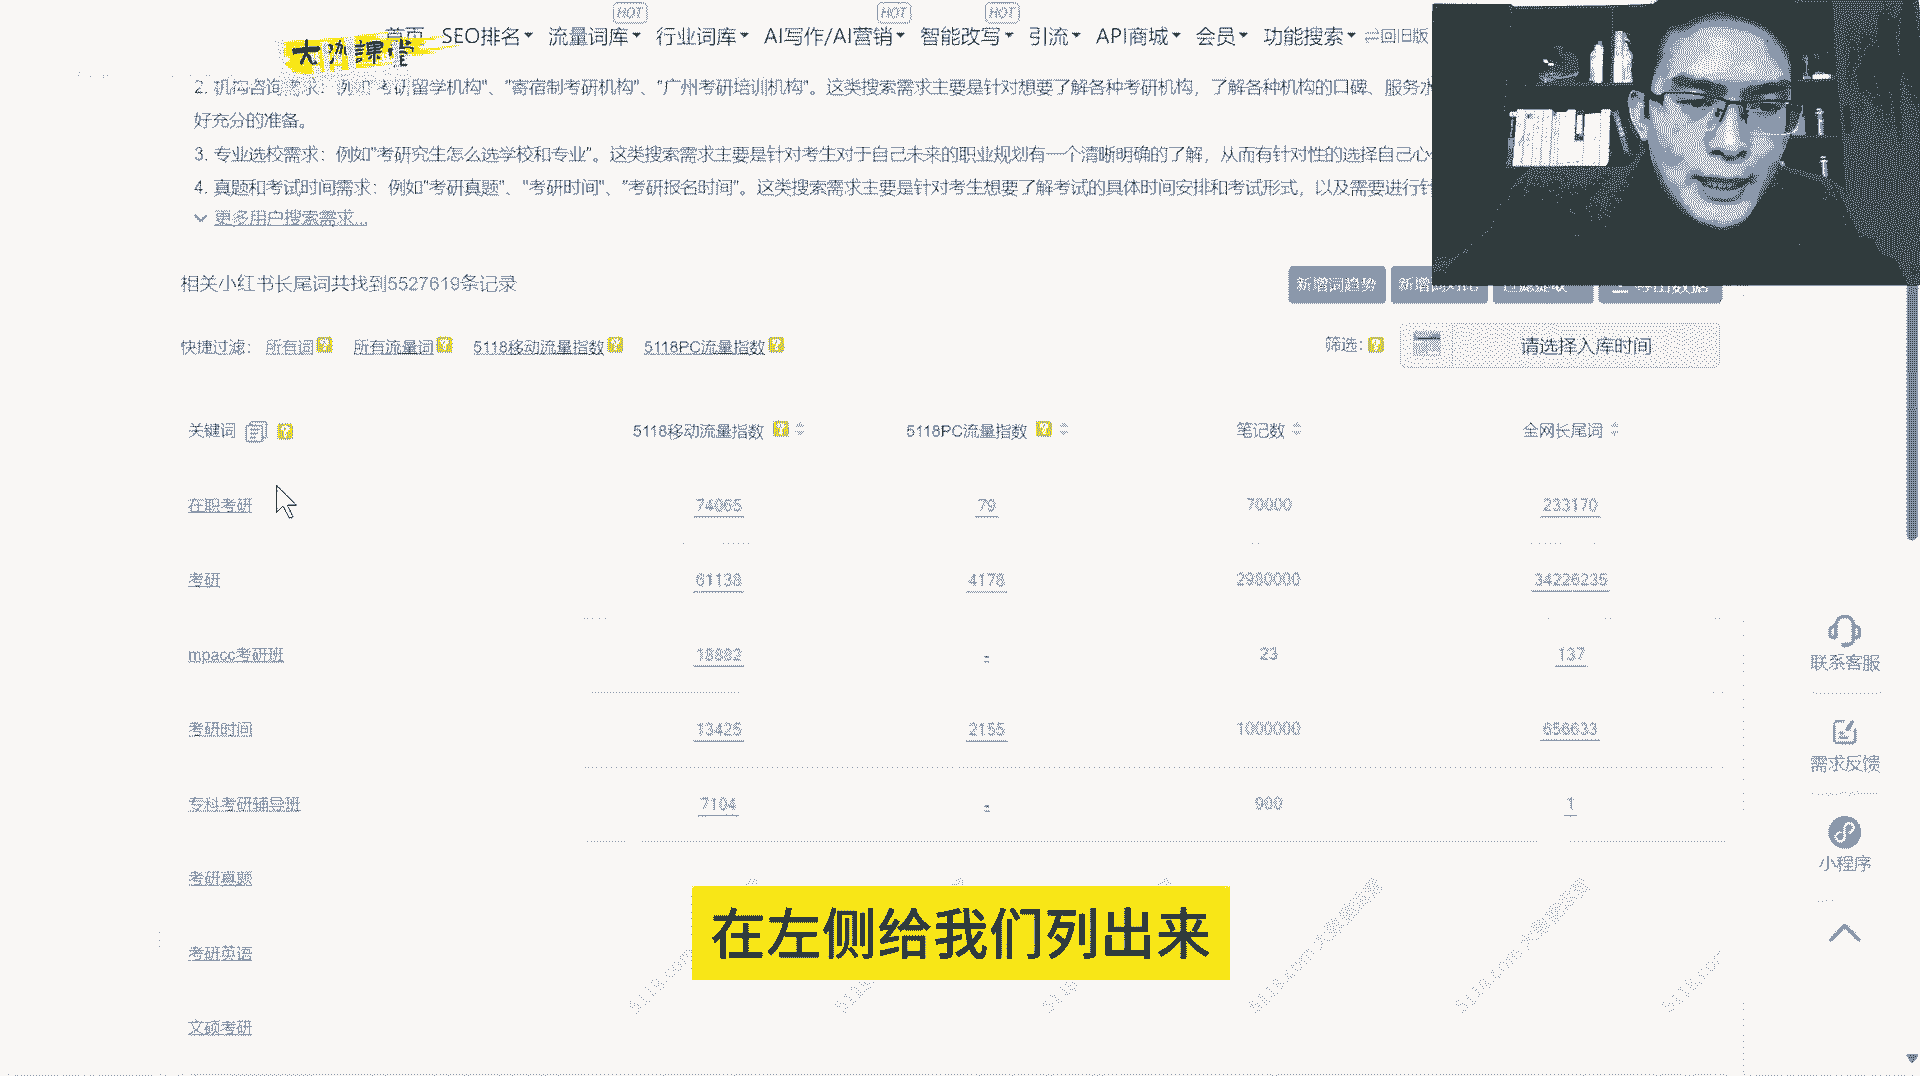 HOT HOT HOT
首页 SEO排名 流量词库 行业词库 AI写作/AI营销 智能改写 引流 API商城 会员 功能搜索 回旧版
大咖課堂
2. 机构咨询需求：例如"考研留学机构"、"寄宿制考研机构"、"广州考研培训机构"。这类搜索需求主要是针对想要了解各种考研机构，了解各种机构的口碑、服务水
好充分的准备。
3. 专业选校需求：例如"考研究生怎么选学校和专业"。这类搜索需求主要是针对考生对于自己未来的职业规划有一个清晰明确的了解，从而有针对性的选择自己心
4. 真题和考试时间需求：例如"考研真题"、"考研时间"、"考研报名时间"。这类搜索需求主要是针对考生想要了解考试的具体时间安排和考试形式，以及需要进行针
更多用户搜索需求...
相关小红书长尾词共找到5527619条记录
新增词趋势 新增词对比 过滤提取 导出数据
快捷过滤： 所有词 所有流量词 5118移动流量指数 5118PC流量指数 筛选: 请选择入库时间
关键词 5118移动流量指数 5118PC流量指数 笔记数 全网长尾词
在职考研 74065 79 70000 233170
考研 61138 4178 2980000 34226235
mpacc考研班 18882 - 23 137
考研时间 13425 2155 1000000 656633
专科考研辅导班 7104 - 900 1
考研真题
考研英语
文硕考研
联系客服
需求反馈
小程序
在左侧给我们列出来